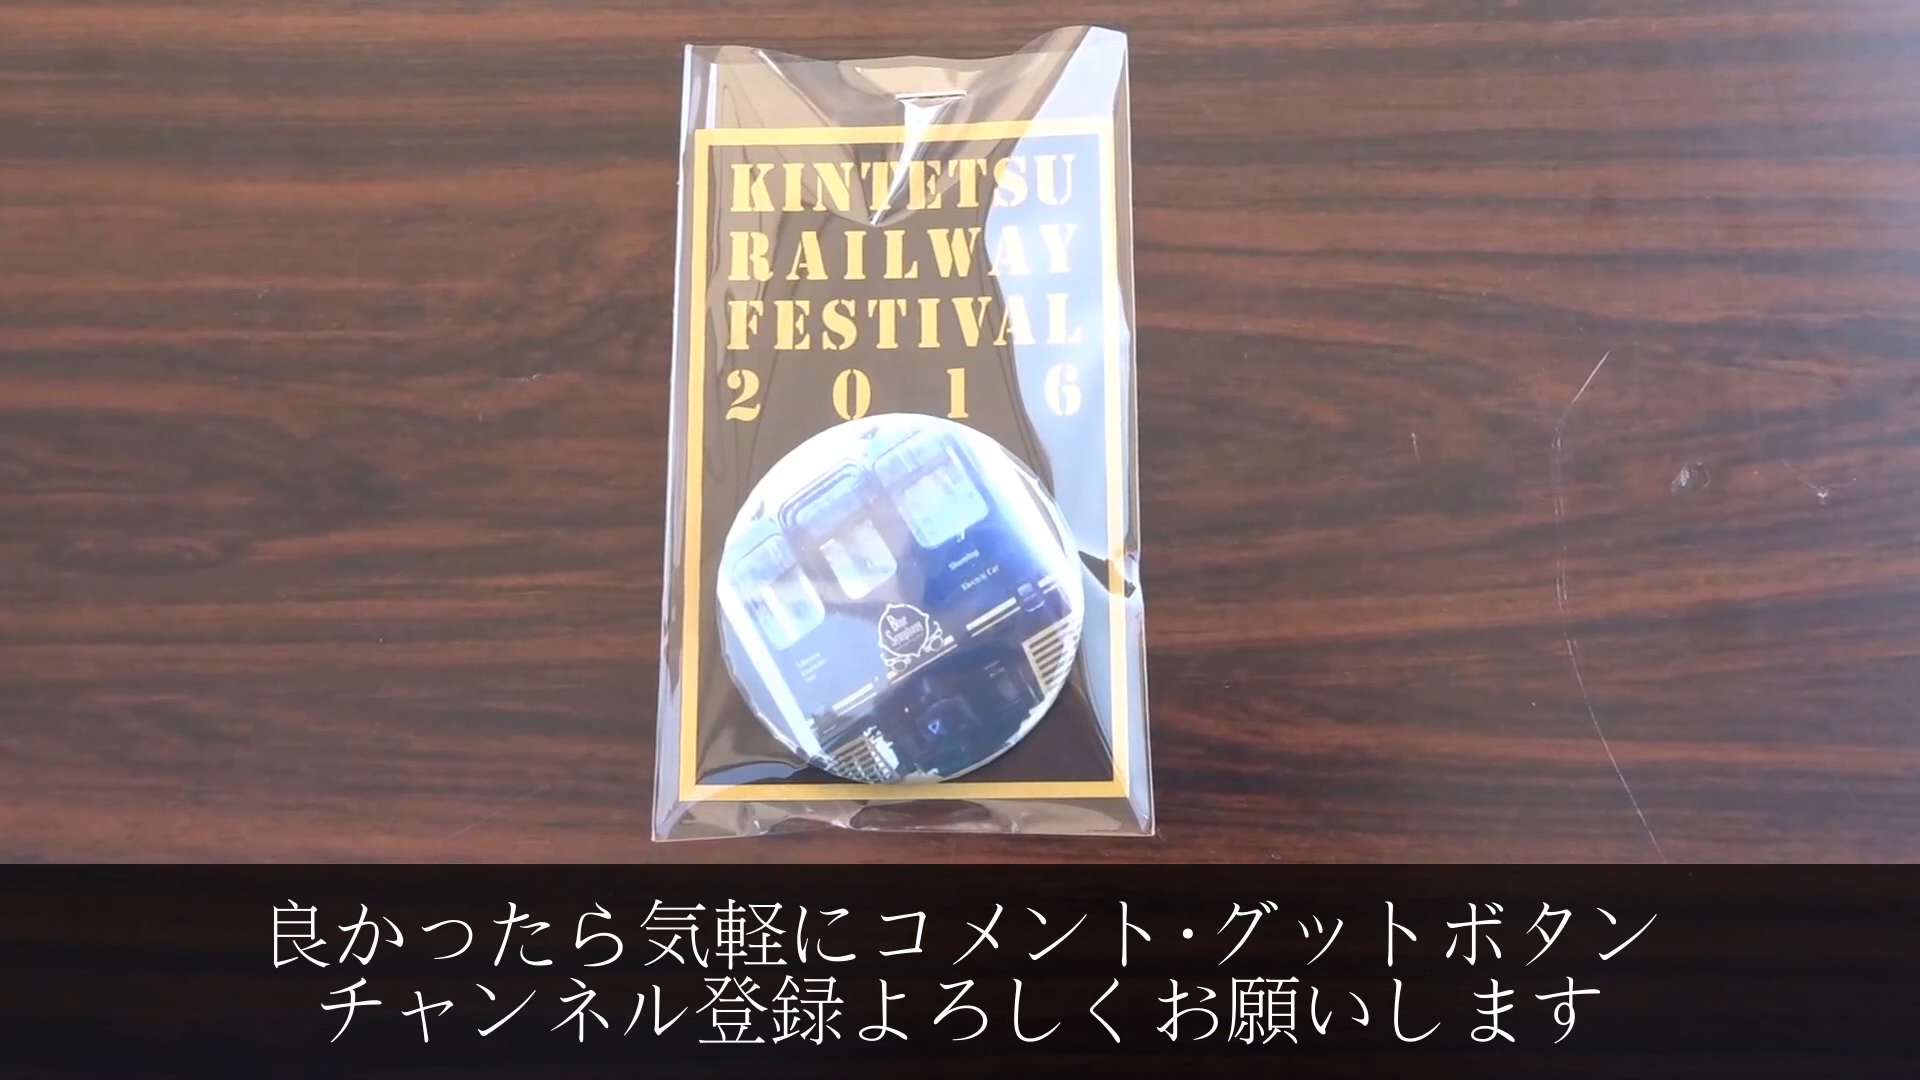 KINTETSU
RAILWAY
FESTIVAL
2016
Blue
Symphony
良かったら気軽にコメント・グットボタン
チャンネル登録よろしくお願いします